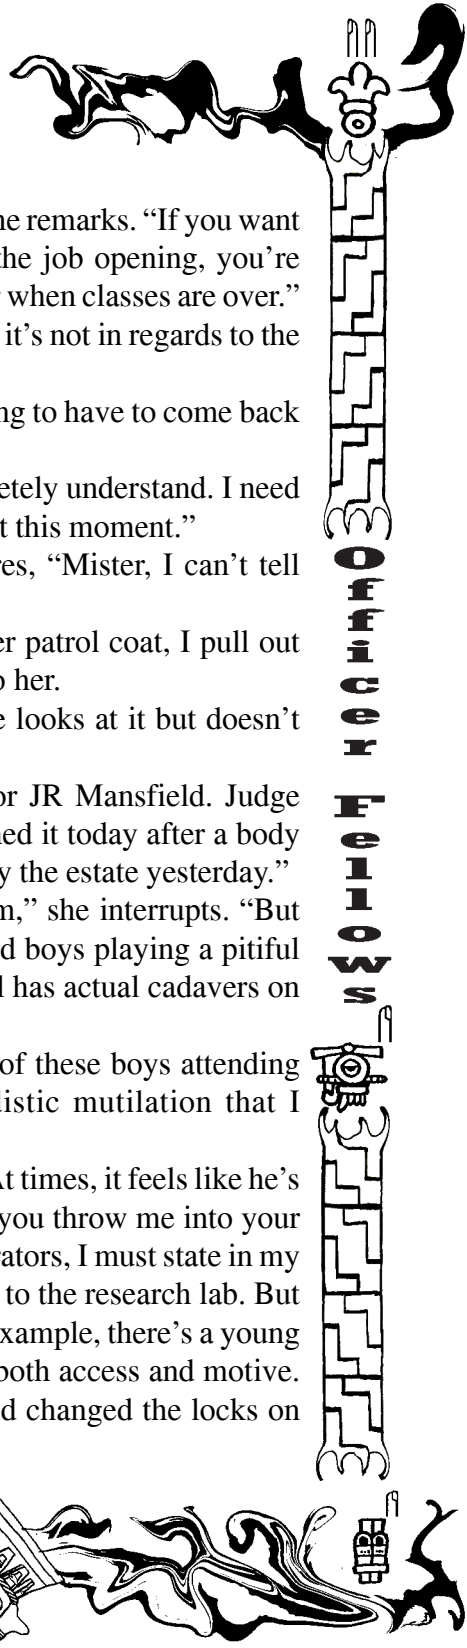 ne remarks. “If you want
the job opening, you’re
when classes are over.”
it’s not in regards to the
ng to have to come back
etely understand. I need
t this moment.”
res, “Mister, I can’t tell
er patrol coat, I pull out
o her.
e looks at it but doesn’t
or JR Mansfield. Judge
ned it today after a body
y the estate yesterday.”
m,” she interrupts. “But
d boys playing a pitiful
l has actual cadavers on
of these boys attending
distic mutilation that I
At times, it feels like he’s
you throw me into your
rators, I must state in my
to the research lab. But
xample, there’s a young
both access and motive.
d changed the locks on
Officer Fellows